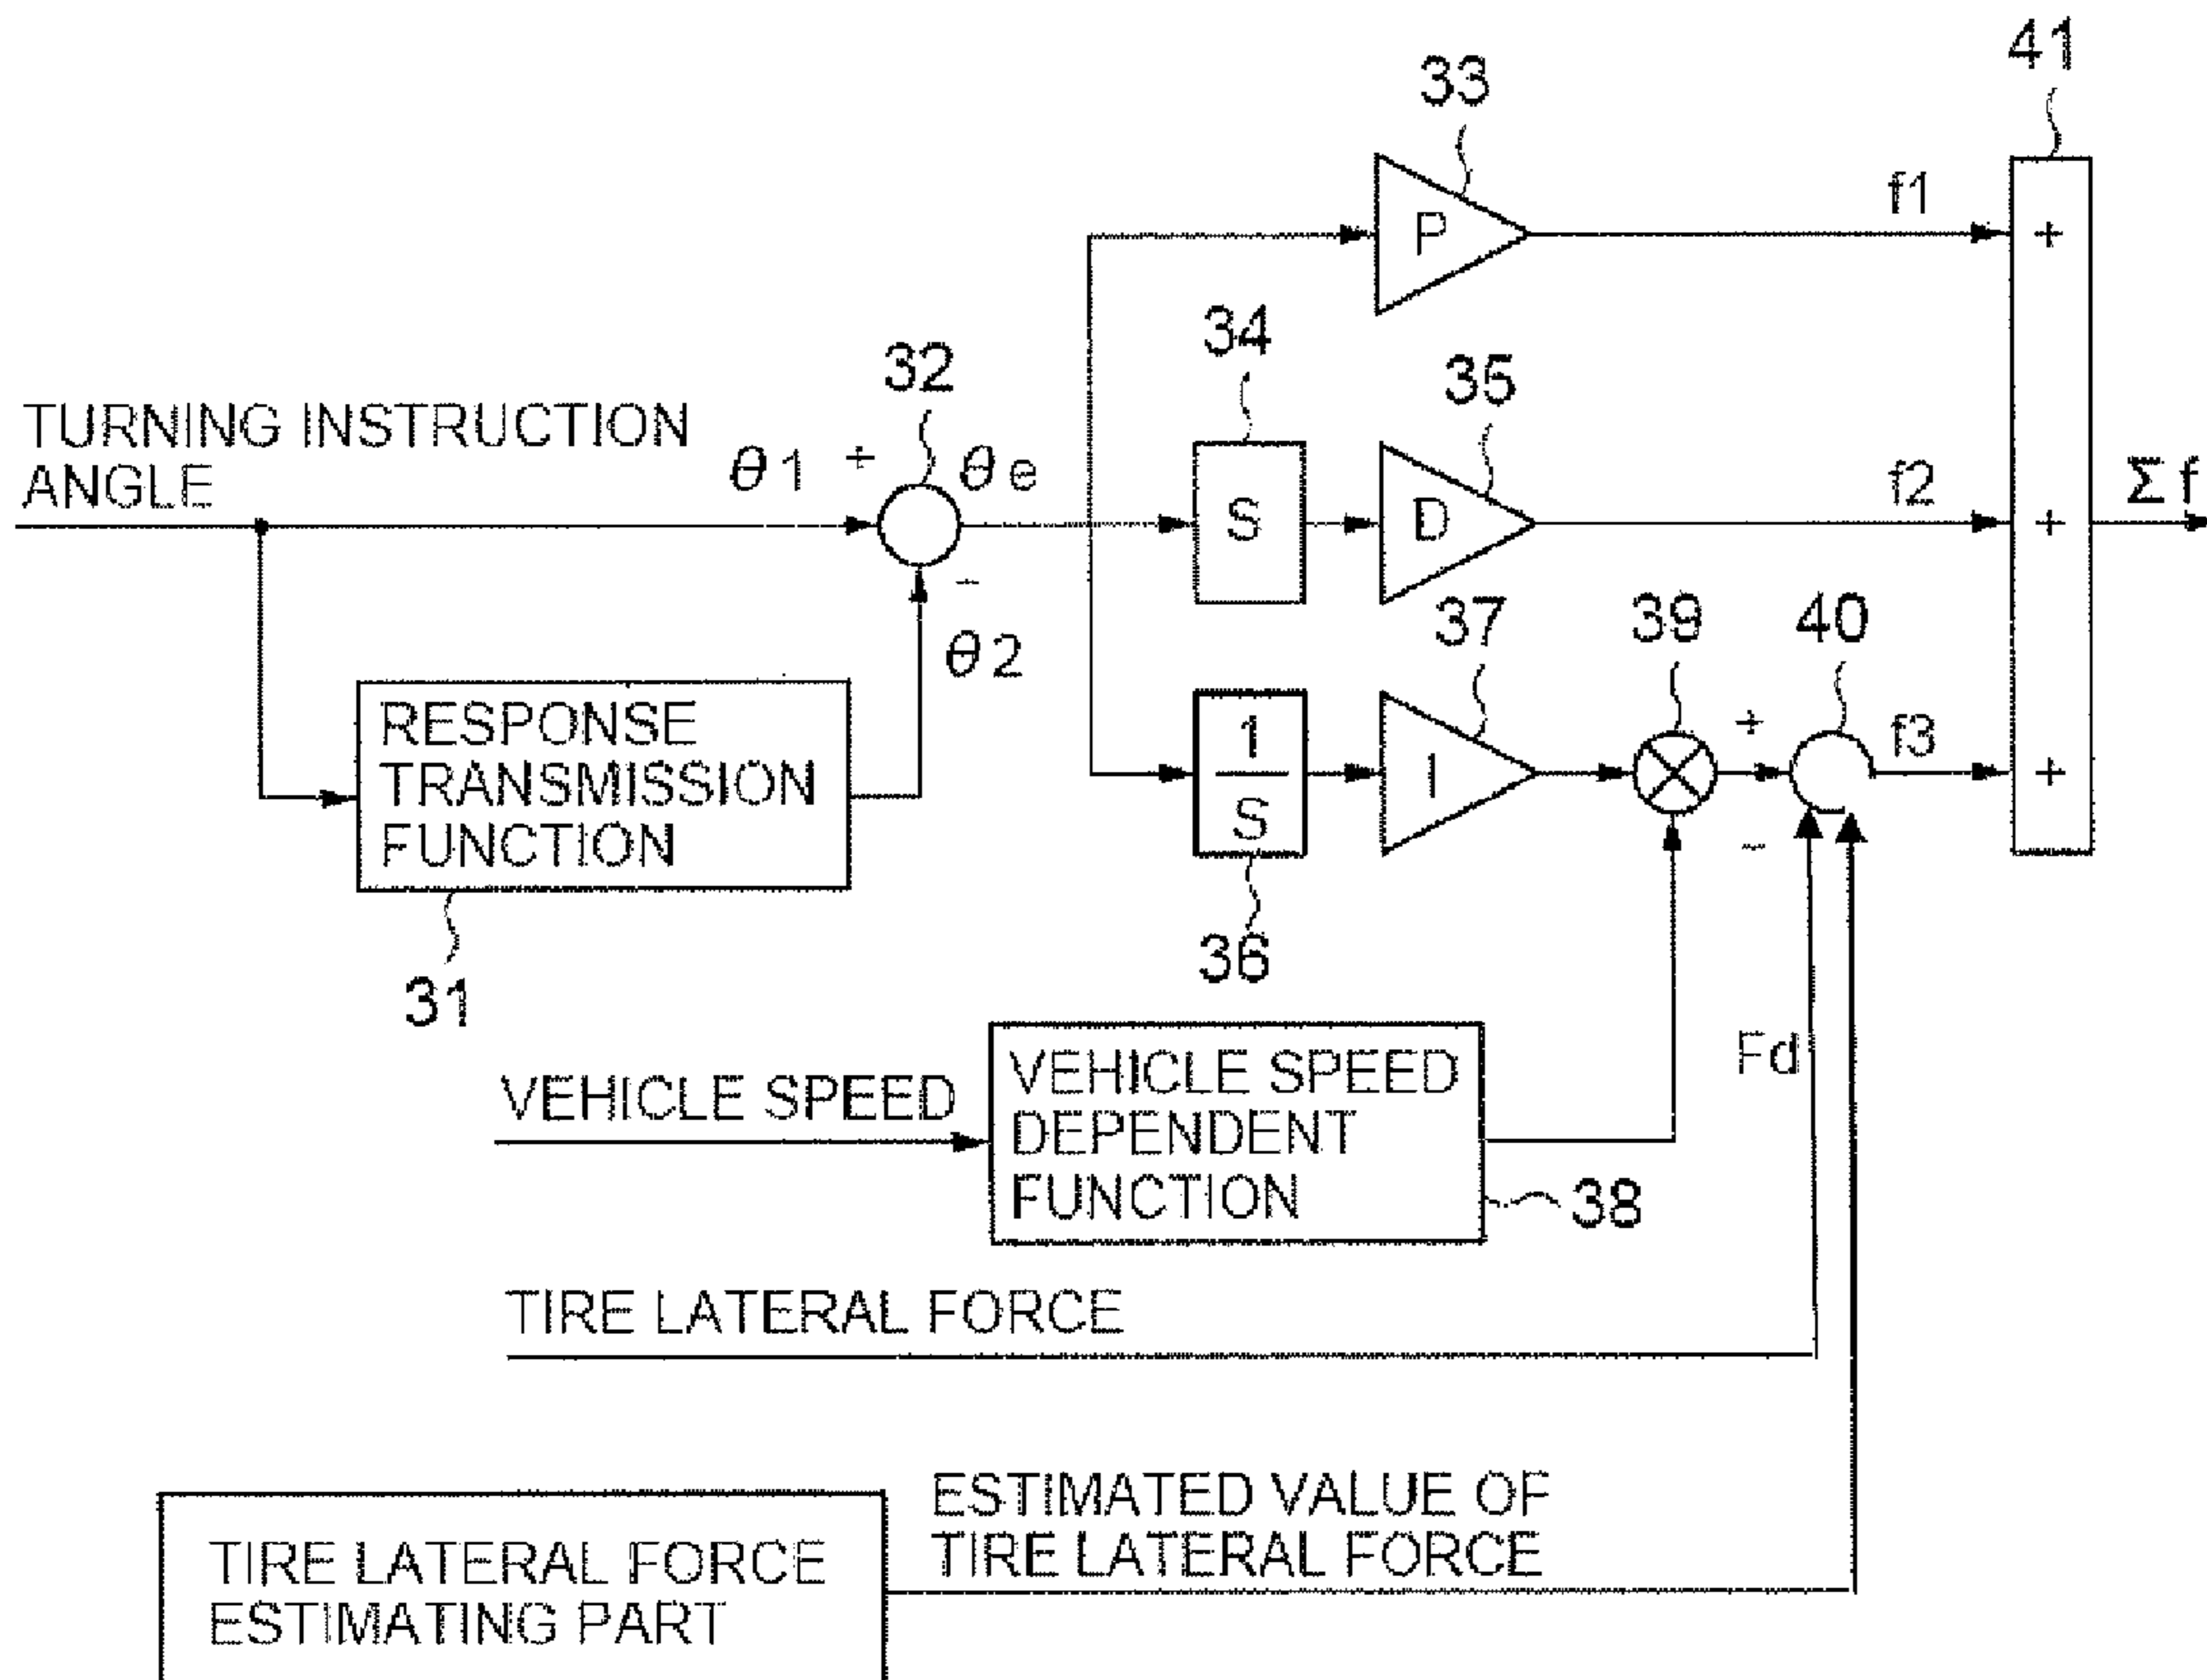 41
33
P
f1
+
34
32
35
TURNING INSTRUCTION
ANGLE
θ1
+
θe
S
D
f2
+
Σf
−
θ2
37
39
40
RESPONSE
TRANSMISSION
FUNCTION
1
S
I
+
f3
+
−
36
31
VEHICLE SPEED
VEHICLE SPEED
DEPENDENT
FUNCTION
38
Fd
TIRE LATERAL FORCE
ESTIMATED VALUE OF
TIRE LATERAL FORCE
TIRE LATERAL FORCE
ESTIMATING PART